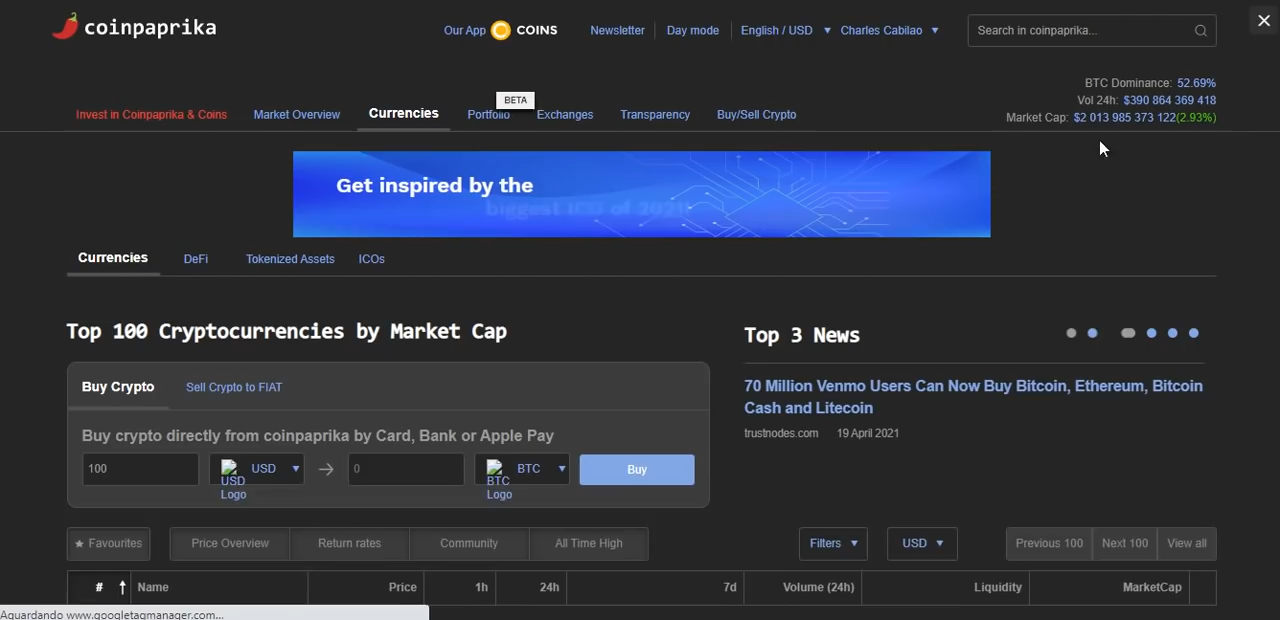 coinpaprika
Our App COINS Newsletter Day mode English / USD Charles Cabilao Search in coinpaprika...
BTC Dominance: 52.69%
Vol 24h: $390 864 369 418
Market Cap: $2 013 985 373 122(2.93%)
BETA
Invest in Coinpaprika & Coins Market Overview Currencies Portfolio Exchanges Transparency Buy/Sell Crypto
Get inspired by the
biggest ICO of 2021!
Currencies DeFi Tokenized Assets ICOs
Top 100 Cryptocurrencies by Market Cap
Buy Crypto Sell Crypto to FIAT
Buy crypto directly from coinpaprika by Card, Bank or Apple Pay
100 USD Logo USD 0 BTC Logo BTC Buy
Top 3 News
70 Million Venmo Users Can Now Buy Bitcoin, Ethereum, Bitcoin
Cash and Litecoin
trustnodes.com 19 April 2021
Favourites Price Overview Return rates Community All Time High Filters USD Previous 100 Next 100 View all
# Name Price 1h 24h 7d Volume (24h) Liquidity MarketCap
Aguardando www.googletagmanager.com...